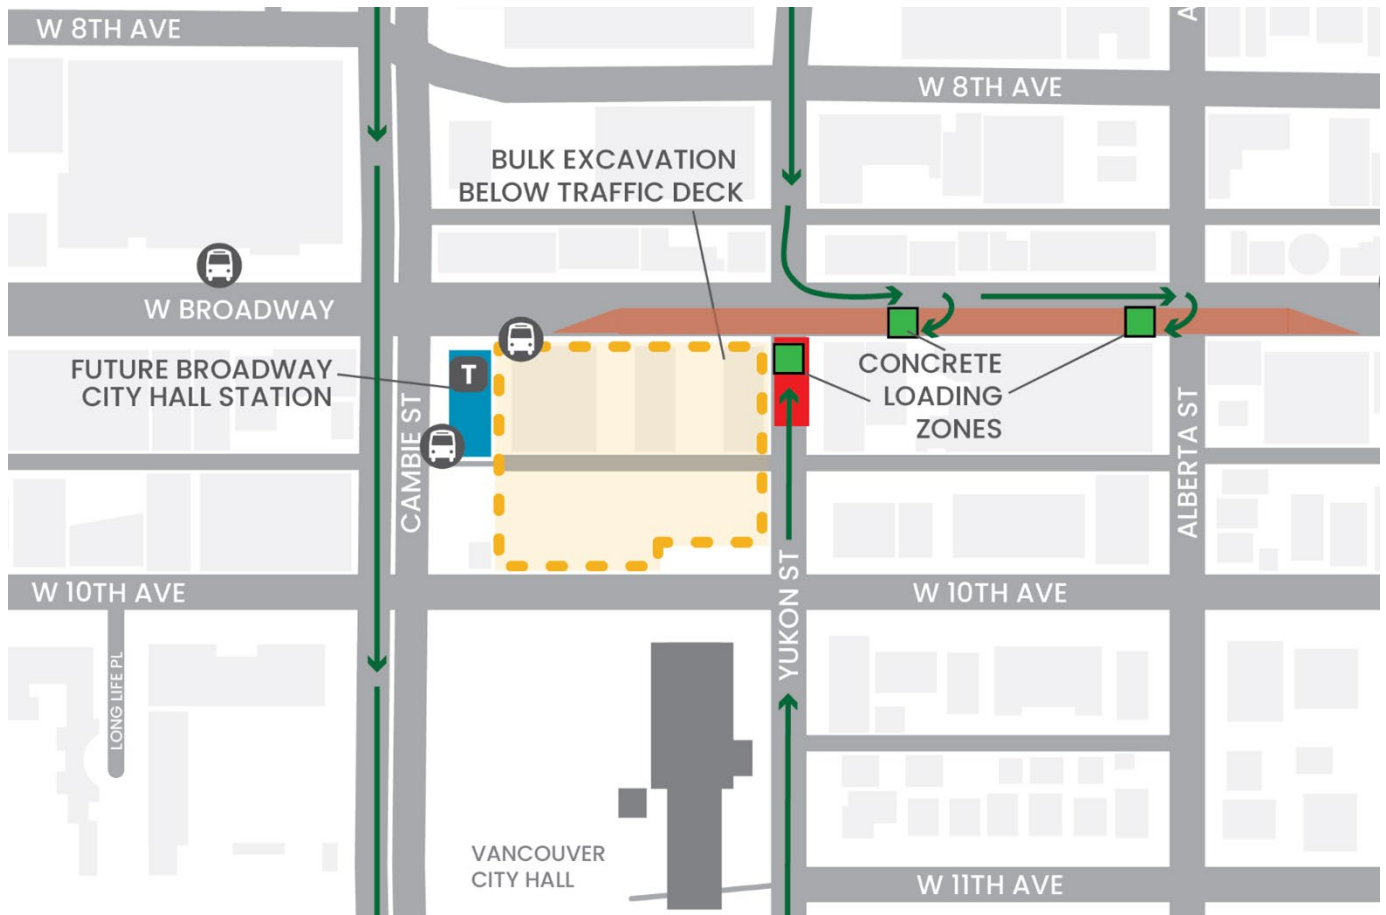 W 8TH AVE
A
W 8TH AVE
BULK EXCAVATION
BELOW TRAFFIC DECK
W BROADWAY
FUTURE BROADWAY
CITY HALL STATION
T
CONCRETE
LOADING
ZONES
CAMBIE ST
ALBERTA ST
W 10TH AVE
YUKON ST
W 10TH AVE
LONG LIFE PL
VANCOUVER
CITY HALL
W 11TH AVE